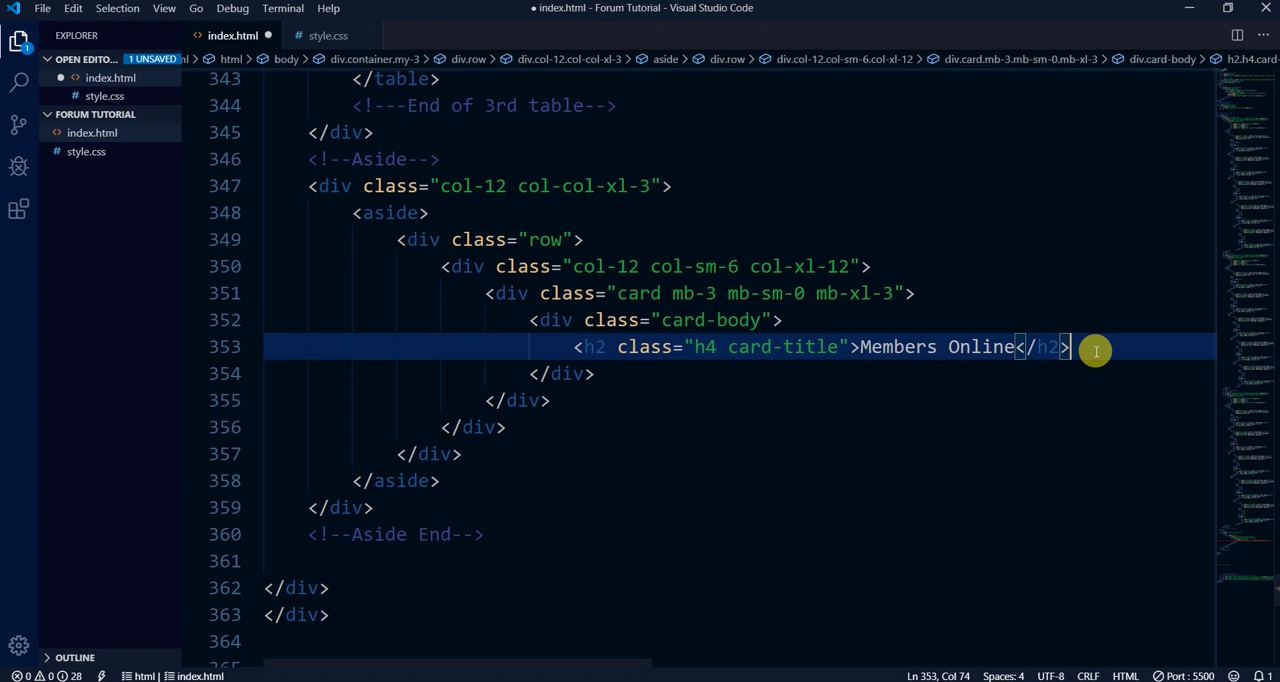 File Edit Selection View Go Debug Terminal Help
● index.html - Forum Tutorial - Visual Studio Code
EXPLORER
index.html
style.css
OPEN EDITO... 1 UNSAVED
index.html
style.css
FORUM TUTORIAL
index.html
style.css
OUTLINE
html > body > div.container.my-3 > div.row > div.col-12.col-col-xl-3 > aside > div.row > div.col-12.col-sm-6.col-xl-12 > div.card.mb-3.mb-sm-0.mb-xl-3 > div.card-body > h2.h4.card-
343 </table>
344 <!---End of 3rd table-->
345 </div>
346 <!--Aside-->
347 <div class="col-12 col-col-xl-3">
348 <aside>
349 <div class="row">
350 <div class="col-12 col-sm-6 col-xl-12">
351 <div class="card mb-3 mb-sm-0 mb-xl-3">
352 <div class="card-body">
353 <h2 class="h4 card-title">Members Online</h2>
354 </div>
355 </div>
356 </div>
357 </div>
358 </aside>
359 </div>
360 <!--Aside End-->
361
362 </div>
363 </div>
364
365
0 0 28 html | index.html Ln 353, Col 74 Spaces: 4 UTF-8 CRLF HTML Port : 5500 1